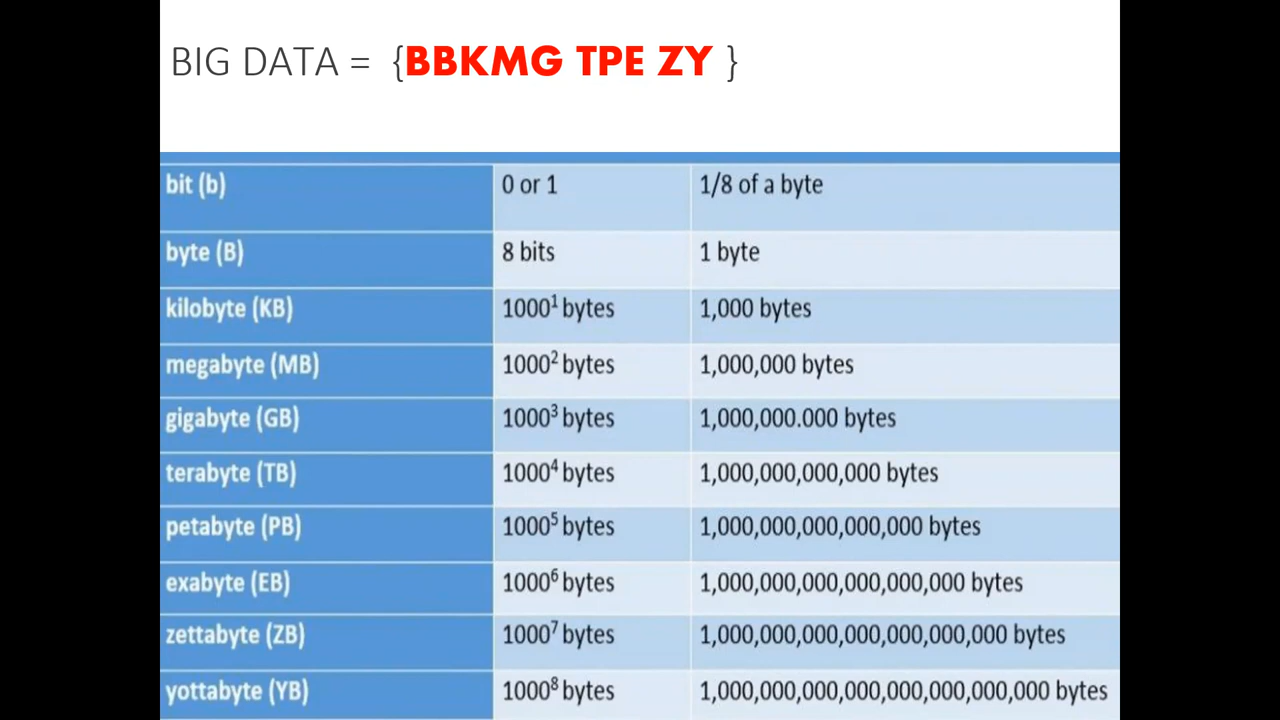 BIG DATA = {BBKMG TPE ZY }
bit (b) 0 or 1 1/8 of a byte
byte (B) 8 bits 1 byte
kilobyte (KB) 1000¹ bytes 1,000 bytes
megabyte (MB) 1000² bytes 1,000,000 bytes
gigabyte (GB) 1000³ bytes 1,000,000.000 bytes
terabyte (TB) 1000⁴ bytes 1,000,000,000,000 bytes
petabyte (PB) 1000⁵ bytes 1,000,000,000,000,000 bytes
exabyte (EB) 1000⁶ bytes 1,000,000,000,000,000,000 bytes
zettabyte (ZB) 1000⁷ bytes 1,000,000,000,000,000,000,000 bytes
yottabyte (YB) 1000⁸ bytes 1,000,000,000,000,000,000,000,000 bytes